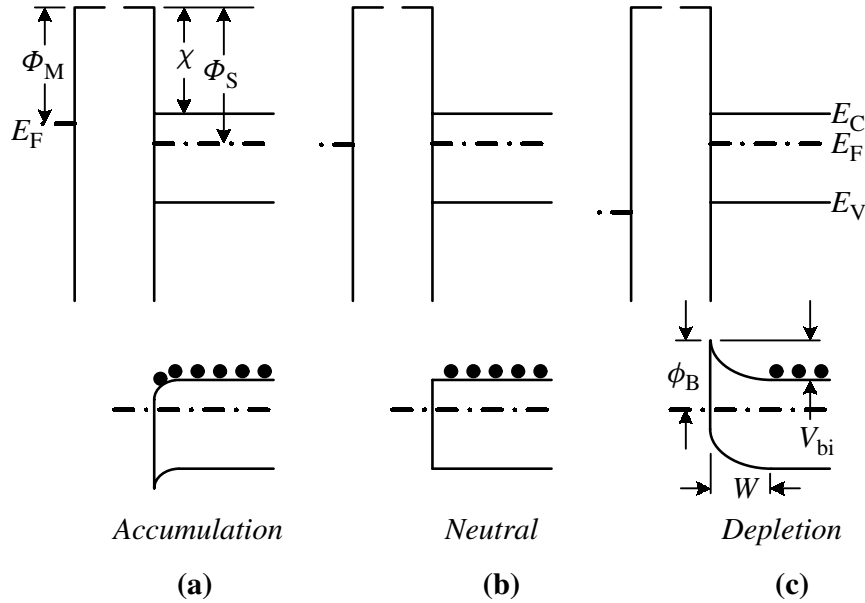 Φ_M
χ
Φ_S
E_F
E_C
E_F
E_V
ϕ_B
V_bi
W
Accumulation
Neutral
Depletion
(a)
(b)
(c)